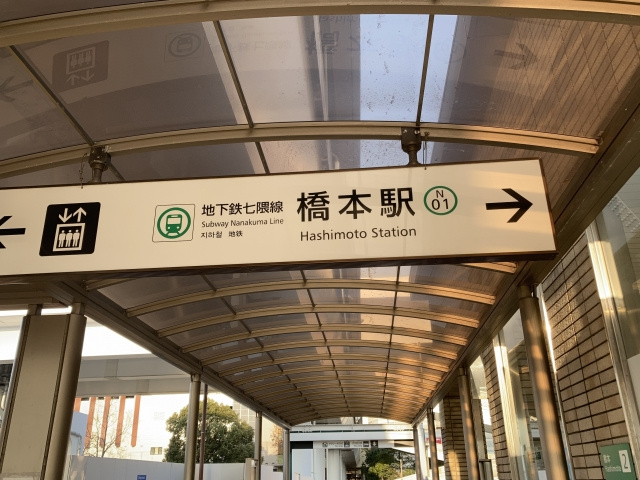 地下鉄七隈線
Subway Nanakuma Line
지하철 地铁
橋本駅
Hashimoto Station
N
01
2